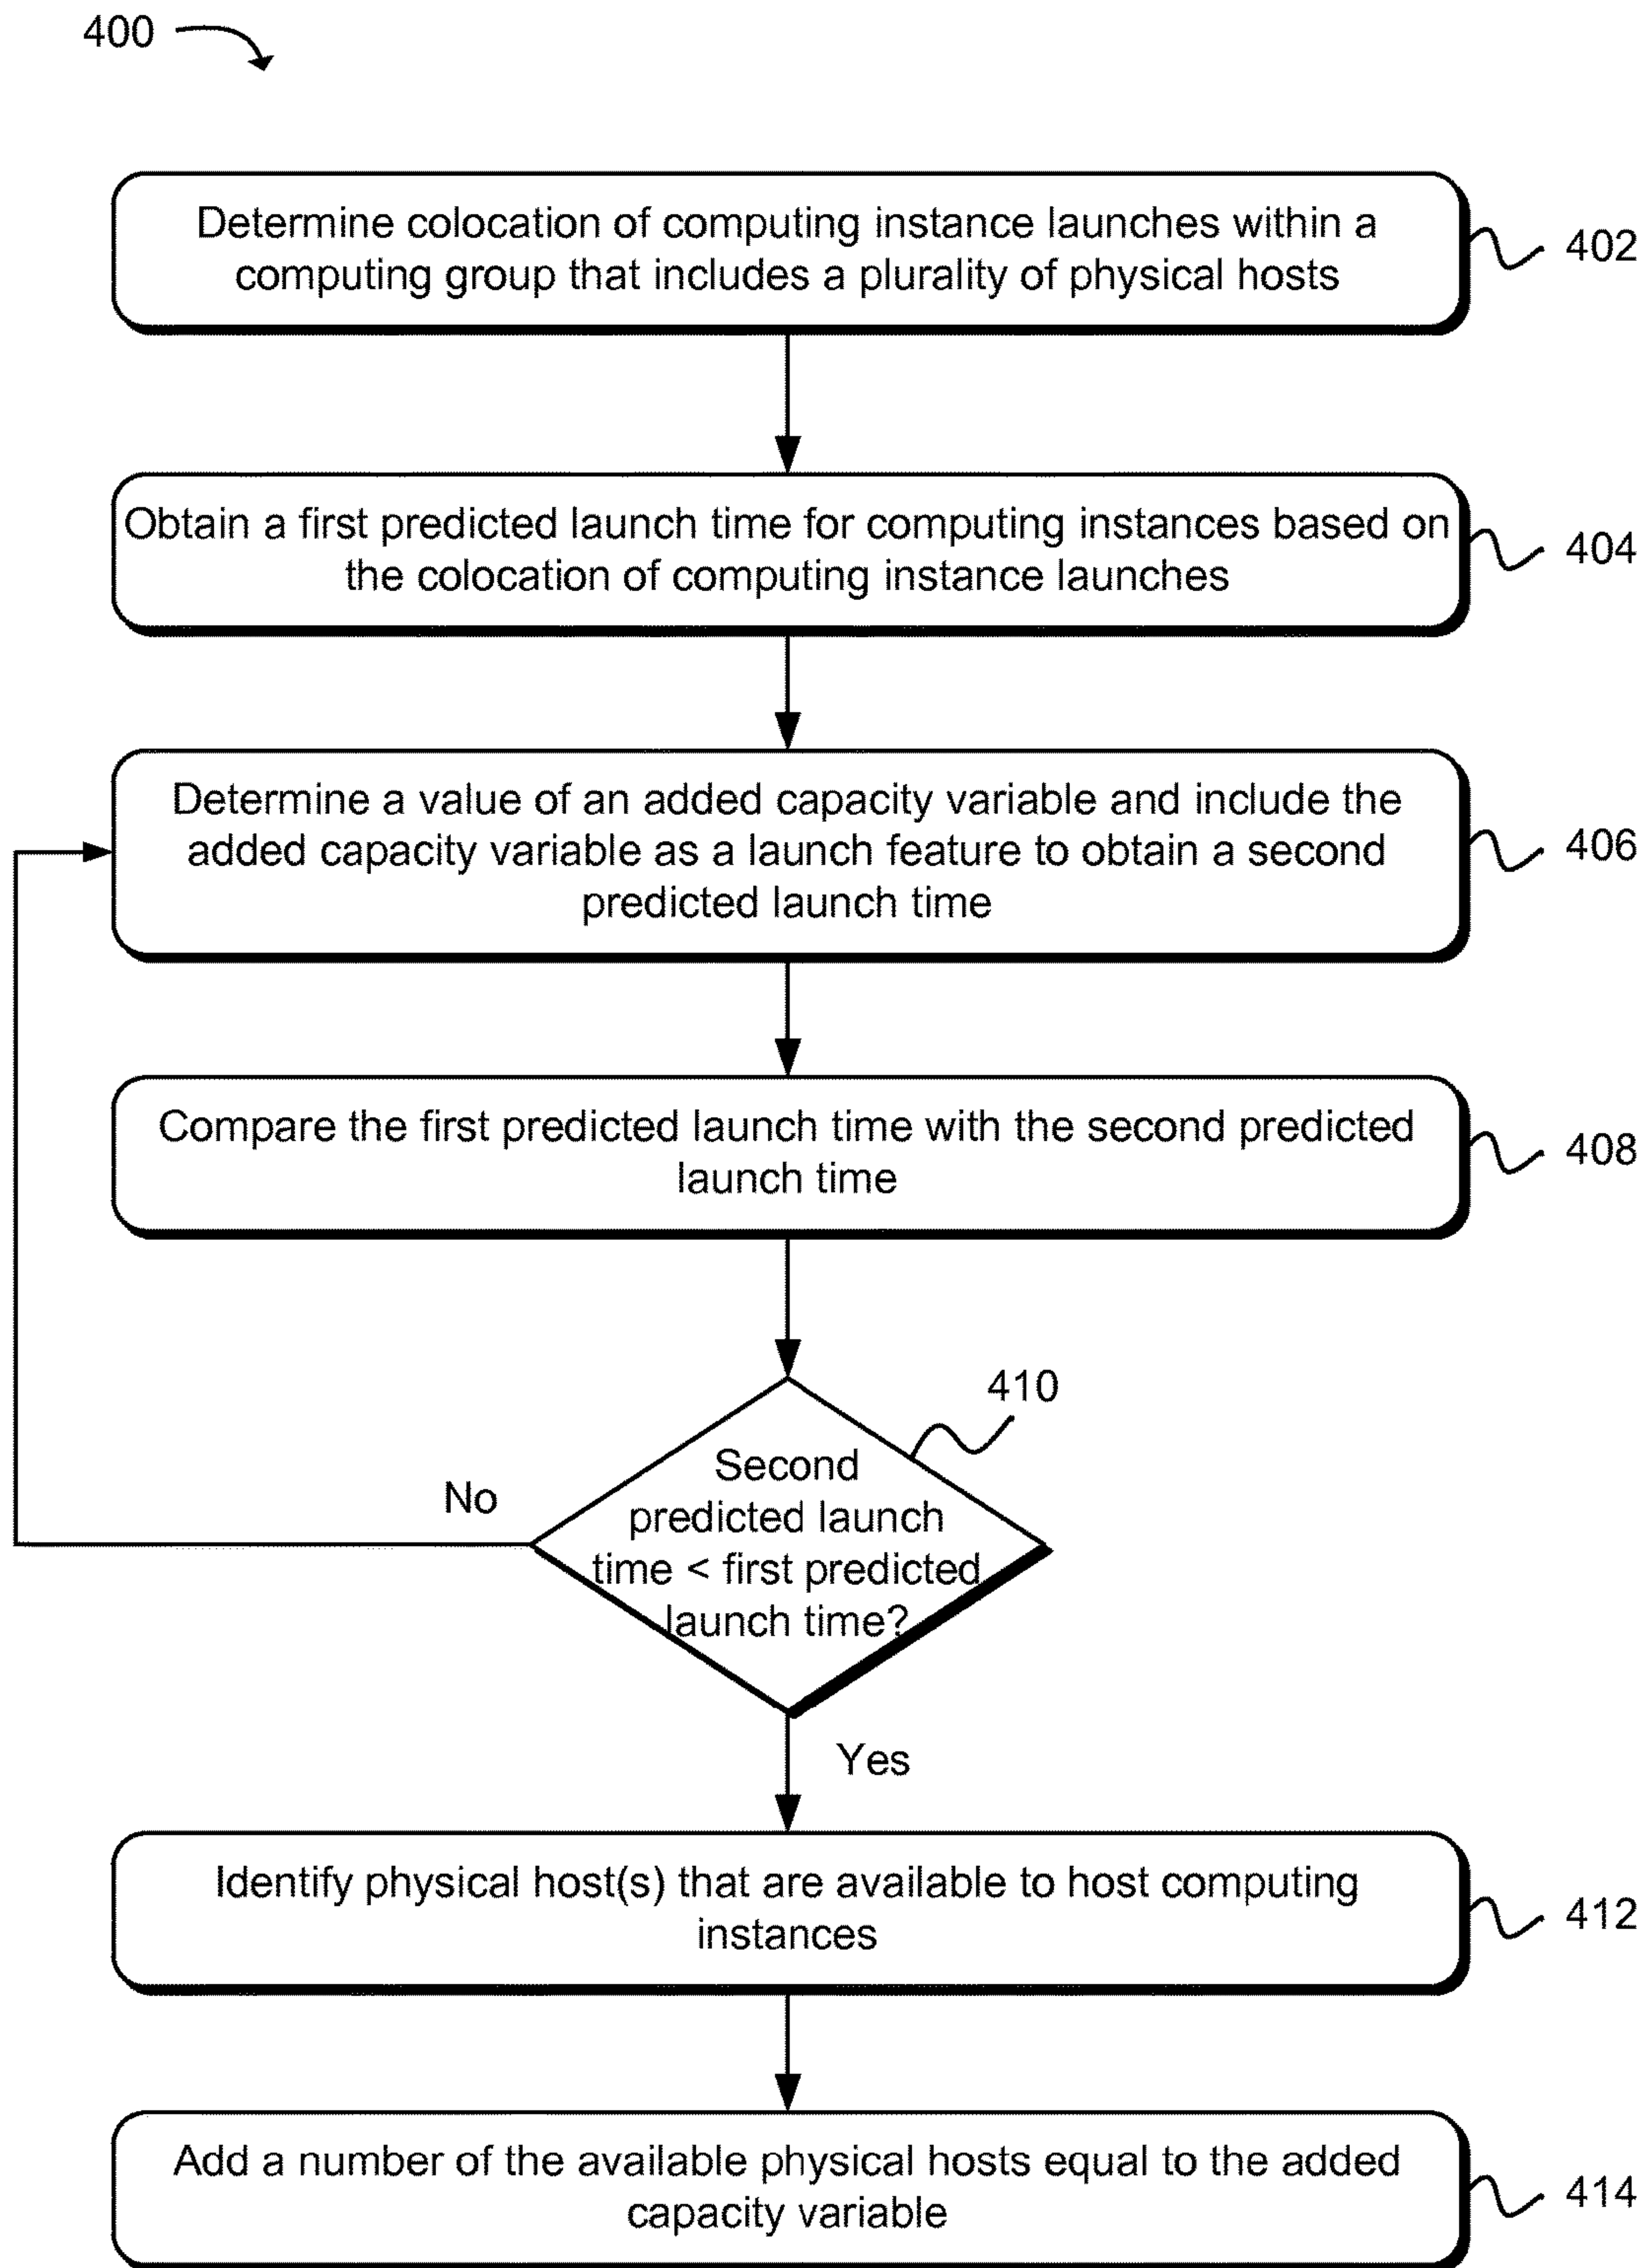 400
Determine colocation of computing instance launches within a
computing group that includes a plurality of physical hosts
402
Obtain a first predicted launch time for computing instances based on
the colocation of computing instance launches
404
Determine a value of an added capacity variable and include the
added capacity variable as a launch feature to obtain a second
predicted launch time
406
Compare the first predicted launch time with the second predicted
launch time
408
410
Second
predicted launch
time < first predicted
launch time?
No
Yes
Identify physical host(s) that are available to host computing
instances
412
Add a number of the available physical hosts equal to the added
capacity variable
414